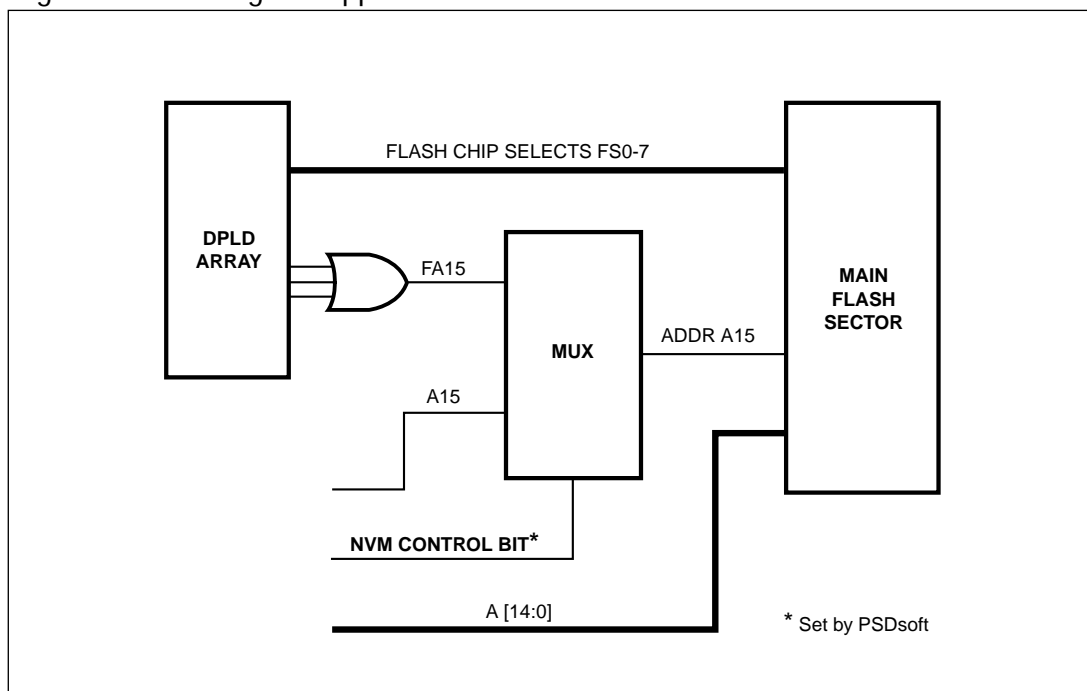 FLASH CHIP SELECTS FS0-7
DPLD
ARRAY
FA15
MUX
MAIN
FLASH
SECTOR
ADDR A15
A15
NVM CONTROL BIT*
A [14:0]
* Set by PSDsoft